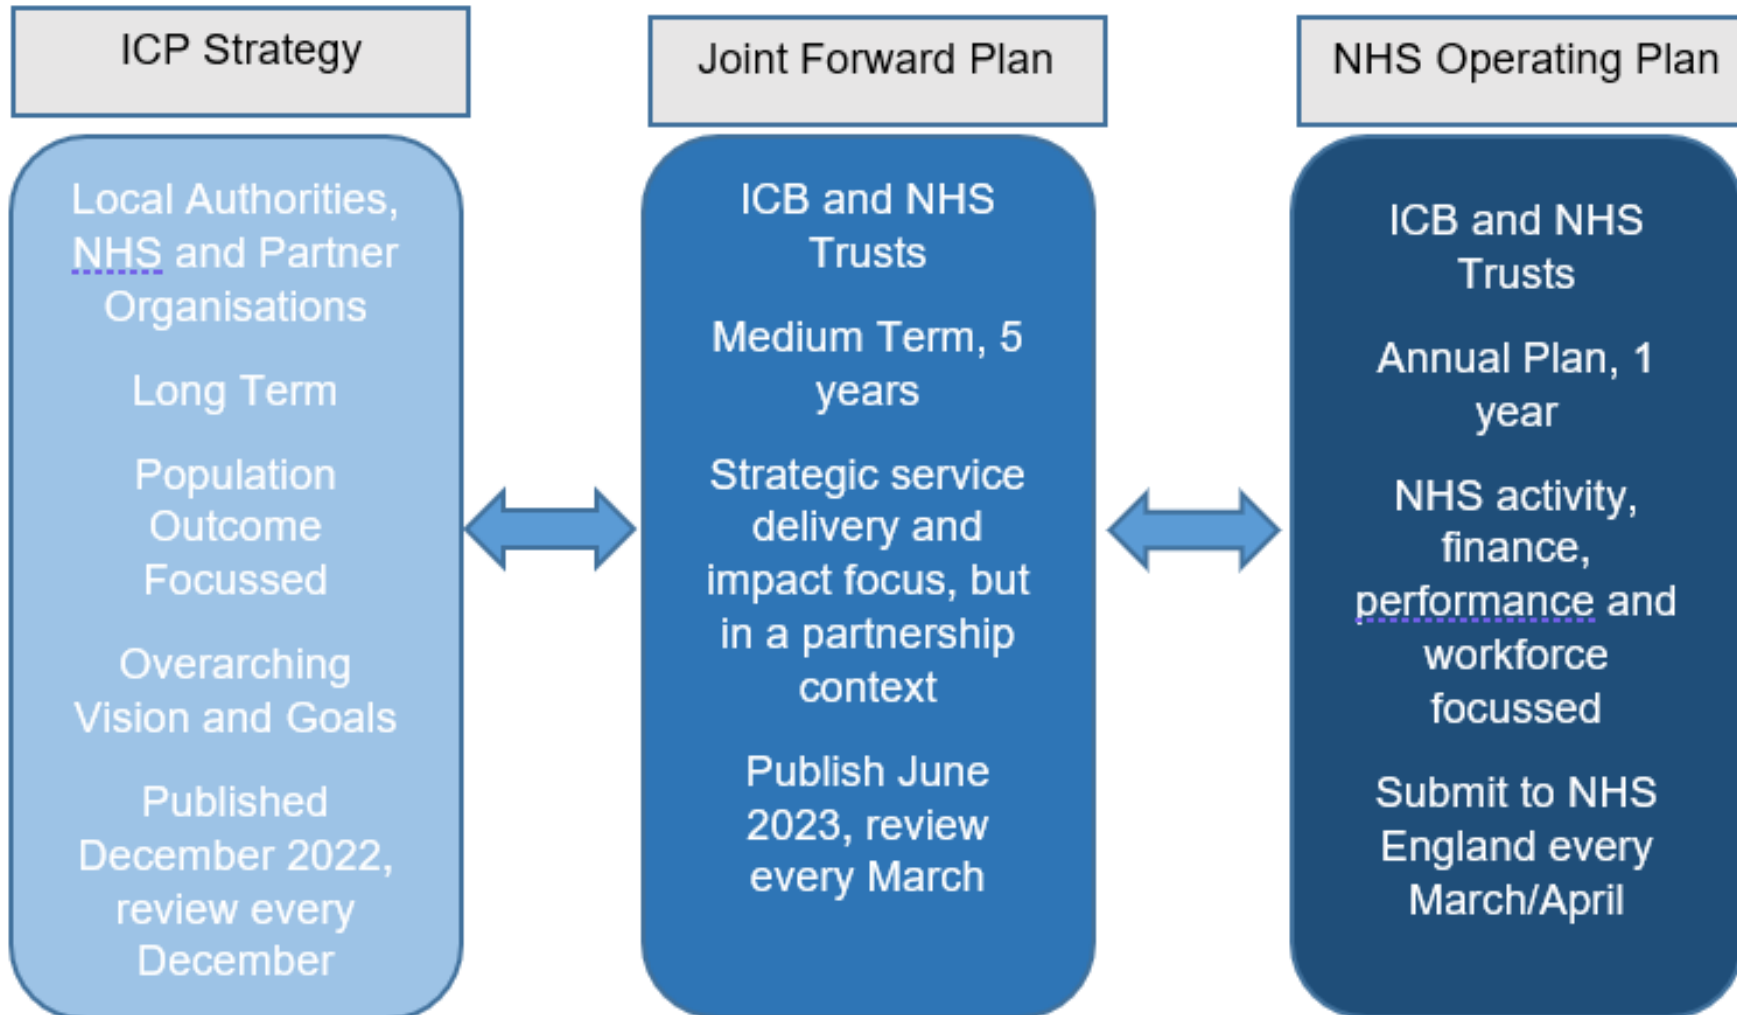 ICP Strategy
Local Authorities,
NHS and Partner
Organisations
Long Term
Population
Outcome
Focussed
Overarching
Vision and Goals
Published
December 2022,
review every
December
Joint Forward Plan
ICB and NHS
Trusts
Medium Term, 5
years
Strategic service
delivery and
impact focus, but
in a partnership
context
Publish June
2023, review
every March
NHS Operating Plan
ICB and NHS
Trusts
Annual Plan, 1
year
NHS activity,
finance,
performance and
workforce
focussed
Submit to NHS
England every
March/April